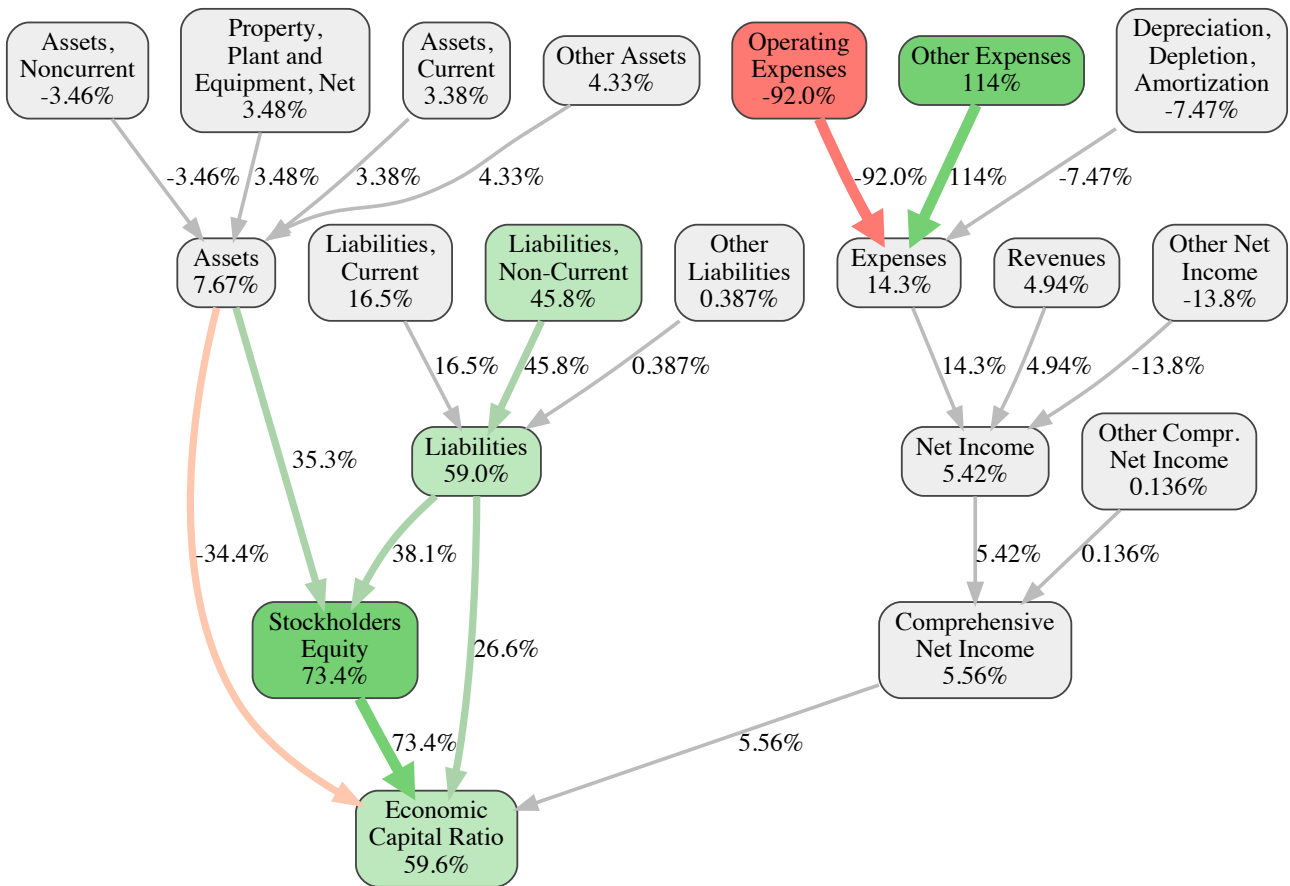 Assets,
Noncurrent
-3.46%
Property,
Plant and
Equipment, Net
3.48%
Assets,
Current
3.38%
Other Assets
4.33%
Operating
Expenses
-92.0%
Other Expenses
114%
Depreciation,
Depletion,
Amortization
-7.47%
-3.46%
3.48%
3.38%
4.33%
-92.0%
114%
-7.47%
Assets
7.67%
Liabilities,
Current
16.5%
Liabilities,
Non-Current
45.8%
Other
Liabilities
0.387%
Expenses
14.3%
Revenues
4.94%
Other Net
Income
-13.8%
16.5%
45.8%
0.387%
14.3%
4.94%
-13.8%
35.3%
Liabilities
59.0%
Net Income
5.42%
Other Compr.
Net Income
0.136%
-34.4%
38.1%
5.42%
0.136%
Stockholders
Equity
73.4%
26.6%
Comprehensive
Net Income
5.56%
73.4%
5.56%
Economic
Capital Ratio
59.6%